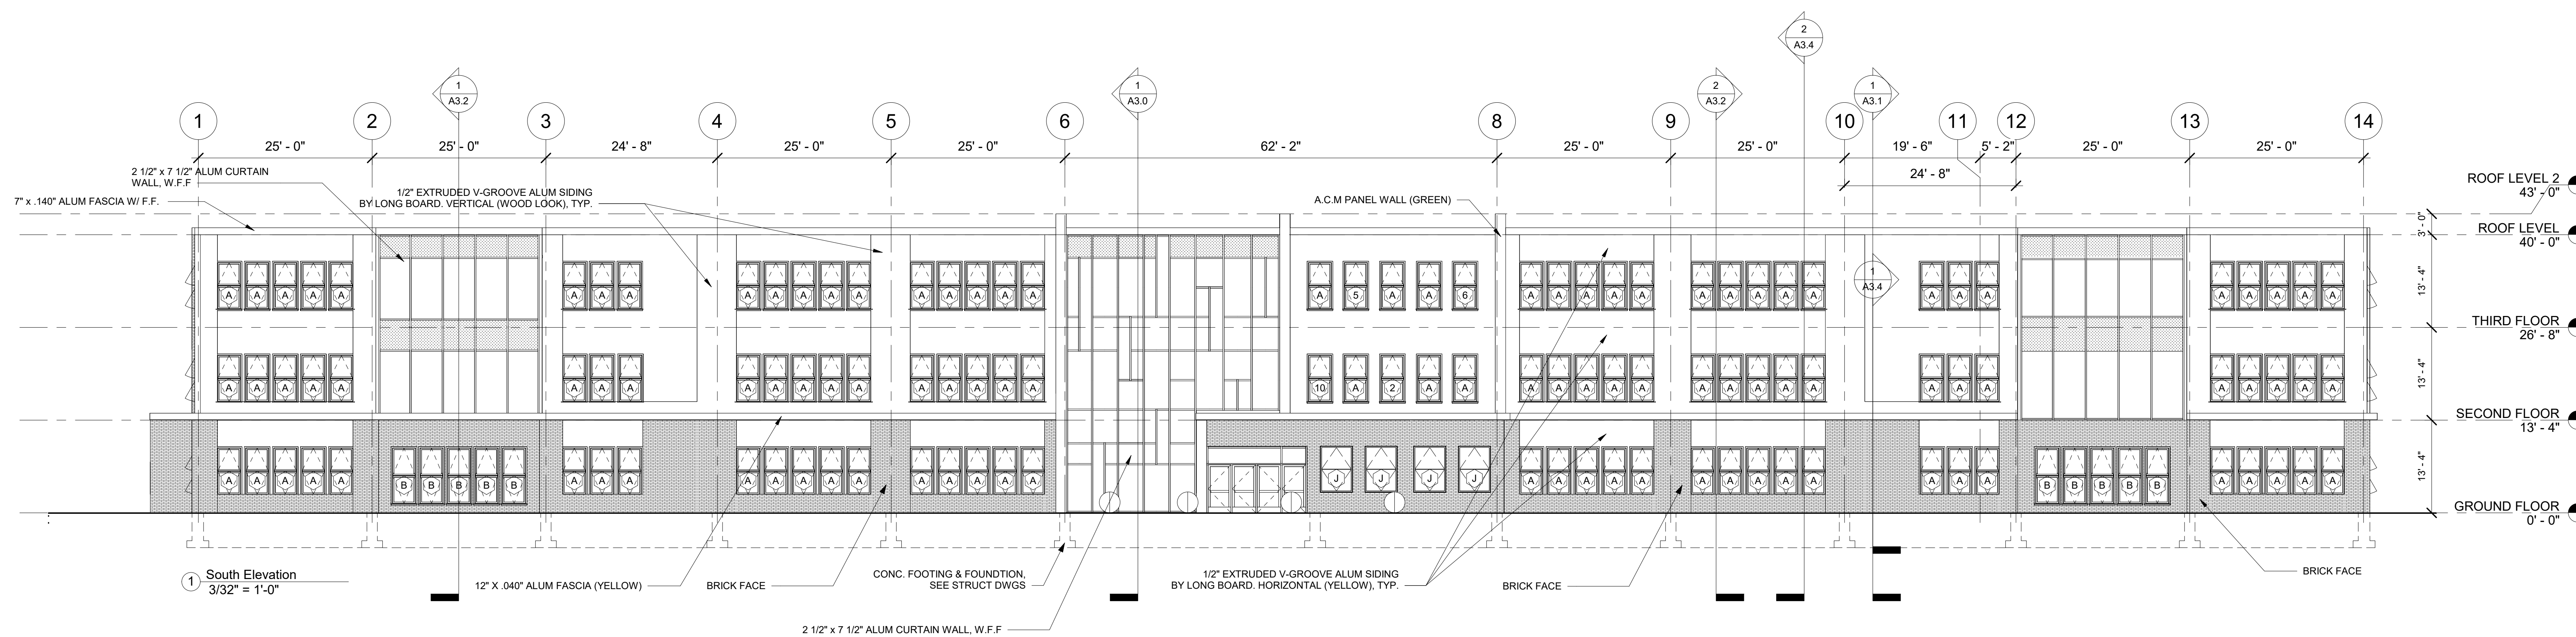 2
A3.4
1
A3.2
1
A3.0
2
A3.2
1
A3.1
1
2
3
4
5
6
8
9
10
11
12
13
14
25' - 0"
25' - 0"
24' - 8"
25' - 0"
25' - 0"
62' - 2"
25' - 0"
25' - 0"
19' - 6"
5' - 2"
25' - 0"
25' - 0"
24' - 8"
2 1/2" x 7 1/2" ALUM CURTAIN
WALL, W.F.F
7" x .140" ALUM FASCIA W/ F.F.
1/2" EXTRUDED V-GROOVE ALUM SIDING
BY LONG BOARD. VERTICAL (WOOD LOOK), TYP.
A.C.M PANEL WALL (GREEN)
ROOF LEVEL 2
43' - 0"
3' - 0"
ROOF LEVEL
40' - 0"
13' - 4"
1
A3.4
A A A A A A A A A A A A A A A A A A A 5 A A 6 A A A A A A A A A A A A A A A A A A
THIRD FLOOR
26' - 8"
13' - 4"
A A A A A A A A A A A A A A A A A A 10 A 2 A A A A A A A A A A A A A A A A A A A A
SECOND FLOOR
13' - 4"
13' - 4"
A A A A A B B B B B A A A A A A A A A A A A A J J J J A A A A A A A A A A A A A B B B B B A A A A A
GROUND FLOOR
0' - 0"
1
South Elevation
3/32" = 1'-0"
12" X .040" ALUM FASCIA (YELLOW)
BRICK FACE
CONC. FOOTING & FOUNDTION,
SEE STRUCT DWGS
1/2" EXTRUDED V-GROOVE ALUM SIDING
BY LONG BOARD. HORIZONTAL (YELLOW), TYP.
BRICK FACE
BRICK FACE
2 1/2" x 7 1/2" ALUM CURTAIN WALL, W.F.F